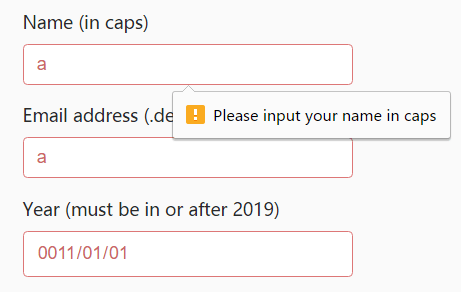 Name (in caps)
a
Please input your name in caps
Email address (.de
a
Year (must be in or after 2019)
0011/01/01